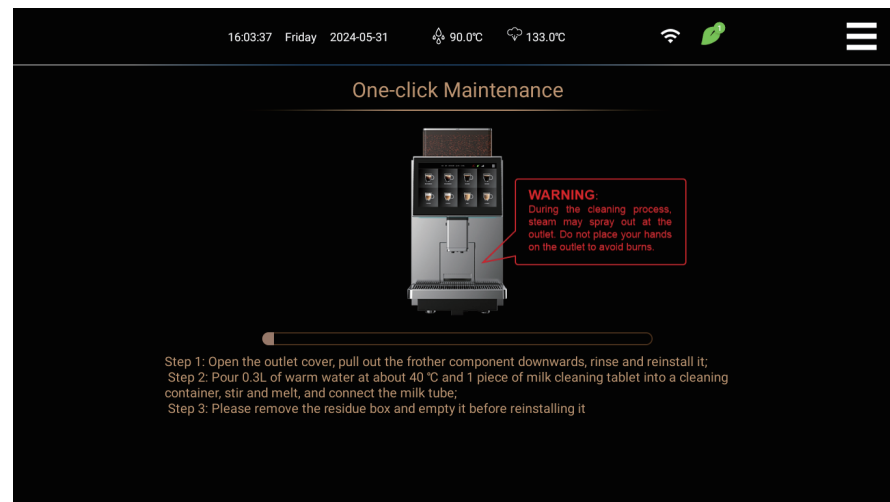 16:03:37 Friday 2024-05-31 90.0℃ 133.0℃ 1
One-click Maintenance
WARNING:
During the cleaning process,
steam may spray out at the
outlet. Do not place your hands
on the outlet to avoid burns.
Step 1: Open the outlet cover, pull out the frother component downwards, rinse and reinstall it;
Step 2: Pour 0.3L of warm water at about 40 ℃ and 1 piece of milk cleaning tablet into a cleaning
container, stir and melt, and connect the milk tube;
Step 3: Please remove the residue box and empty it before reinstalling it